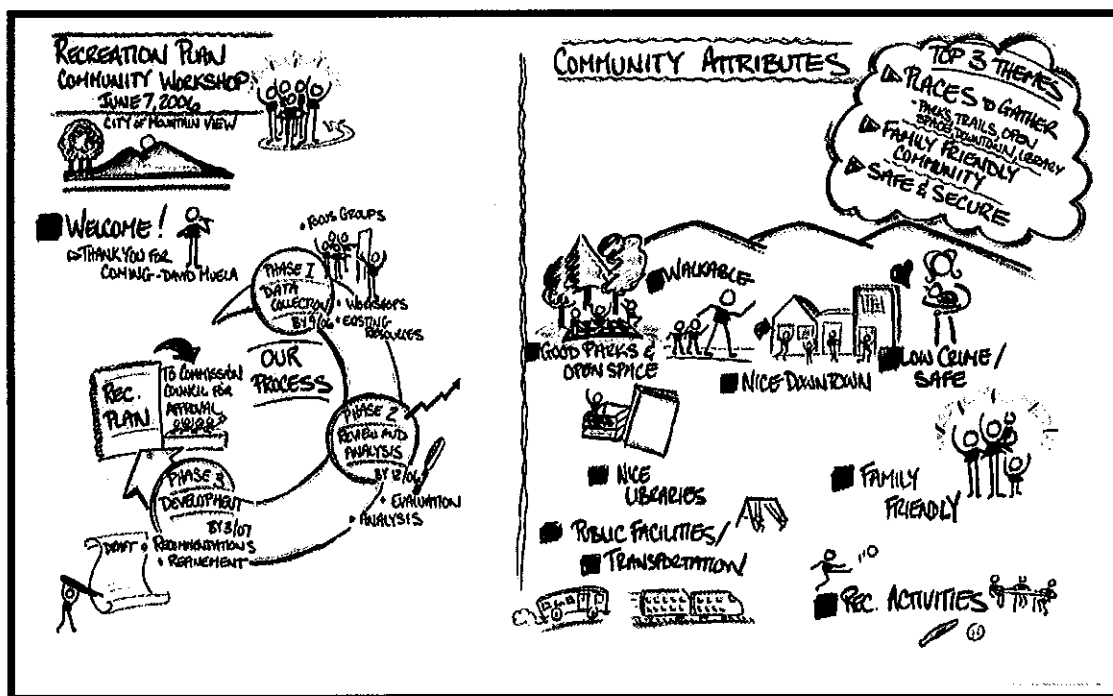 RECREATION PLAN
COMMUNITY WORKSHOP
JUNE 7, 2006
CITY OF MOUNTAIN VIEW
WELCOME!
THANK YOU FOR
COMING - DAVID MUELA
• FOCUS GROUPS
PHASE 1
DATA
COLLECTION
BY 9/06
• WORKSHOPS
• EXISTING
RESOURCES
OUR
PROCESS
REC.
PLAN
TO COMMISSION
COUNCIL FOR
APPROVAL
PHASE 2
REVIEW AND
ANALYSIS
BY 12/06
• EVALUATION
• ANALYSIS
PHASE 3
DEVELOPMENT
BY 3/07
DRAFT • RECOMMENDATIONS
• REFINEMENT
COMMUNITY ATTRIBUTES
TOP 3 THEMES
PLACES TO GATHER
• PARKS, TRAILS, OPEN
SPACE, DOWNTOWN, LIBRARY
FAMILY FRIENDLY
COMMUNITY
SAFE & SECURE
WALKABLE
GOOD PARKS &
OPEN SPACE
NICE DOWNTOWN
LOW CRIME/
SAFE
NICE
LIBRARIES
FAMILY
FRIENDLY
PUBLIC FACILITIES/
TRANSPORTATION
REC. ACTIVITIES